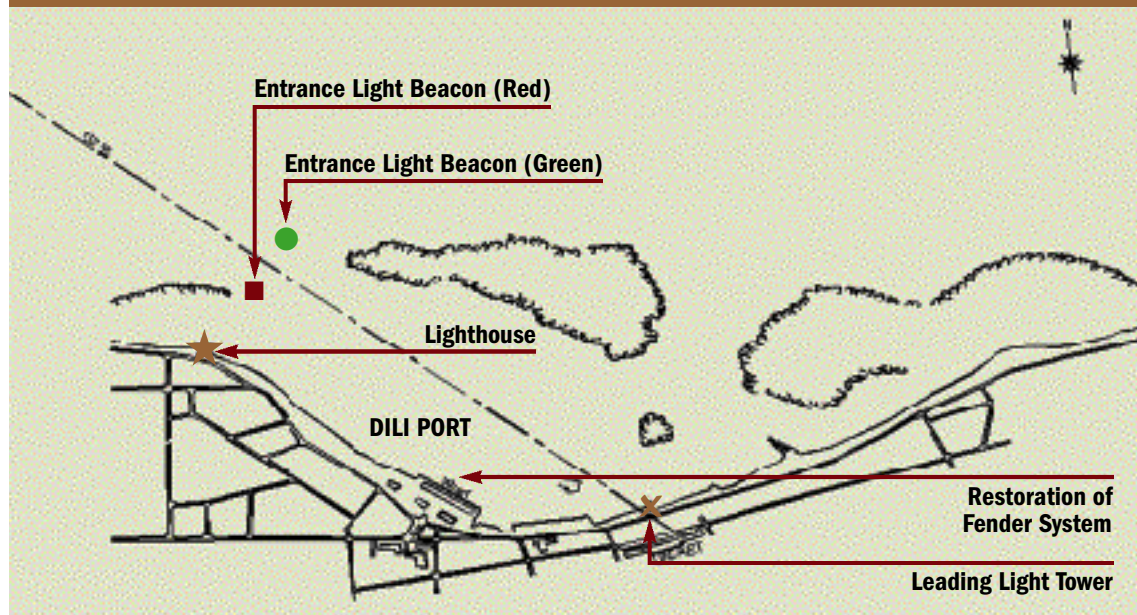 N
Entrance Light Beacon (Red)
Entrance Light Beacon (Green)
Lighthouse
DILI PORT
Restoration of
Fender System
Leading Light Tower